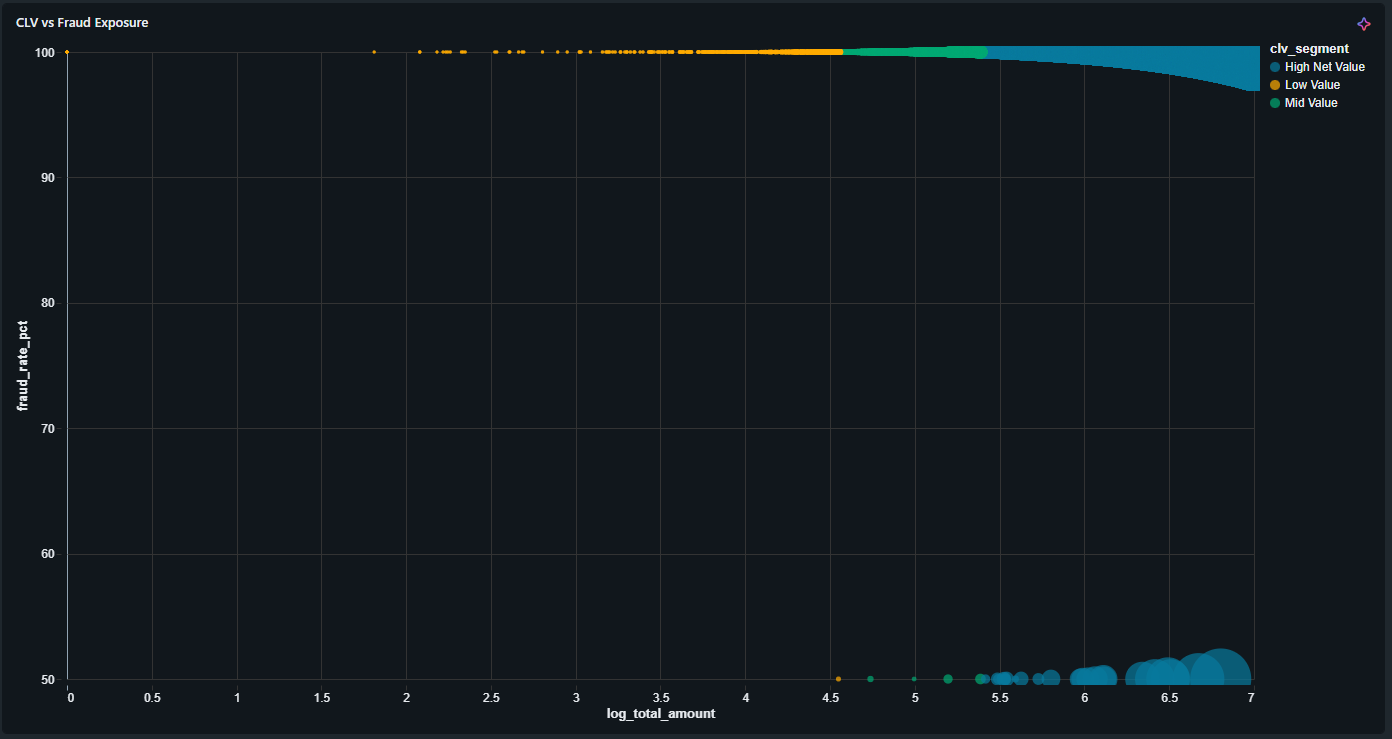 CLV vs Fraud Exposure
clv_segment
High Net Value
Low Value
Mid Value
fraud_rate_pct
100
90
80
70
60
50
0 0.5 1 1.5 2 2.5 3 3.5 4 4.5 5 5.5 6 6.5 7
log_total_amount